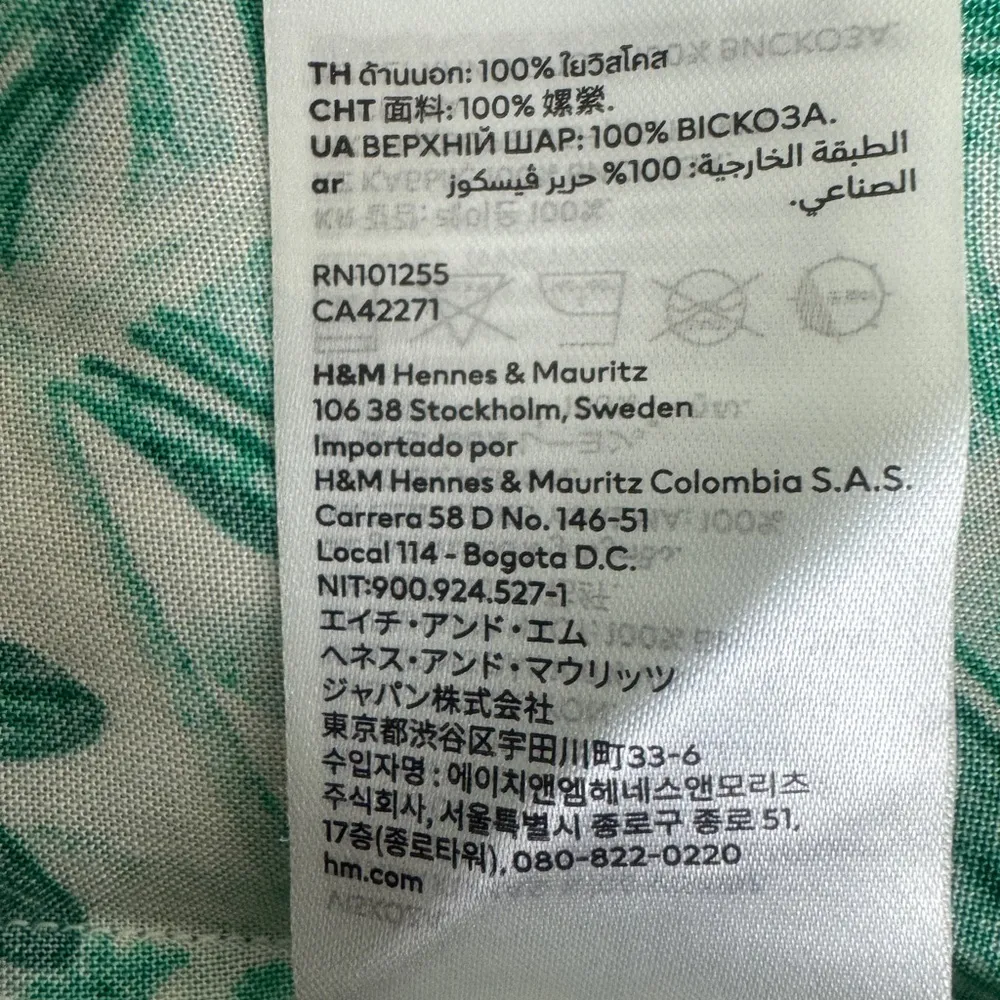 TH ด้านนอก: 100% ใยวิสโคส
CHT 面料: 100% 嫘縈.
UA ВЕРХНІЙ ШАР: 100% ВІСКОЗА.
ar الطبقة الخارجية: 100% حرير ڤيسكوز
الصناعي.
RN101255
CA42271
H&M Hennes & Mauritz
106 38 Stockholm, Sweden
Importado por
H&M Hennes & Mauritz Colombia S.A.S.
Carrera 58 D No. 146-51
Local 114 - Bogota D.C.
NIT:900.924.527-1
エイチ・アンド・エム
ヘネス・アンド・マウリッツ
ジャパン株式会社
東京都渋谷区宇田川町33-6
수입자명 : 에이치앤엠헤네스앤모리츠
주식회사, 서울특별시 종로구 종로 51,
17층(종로타워), 080-822-0220
hm.com